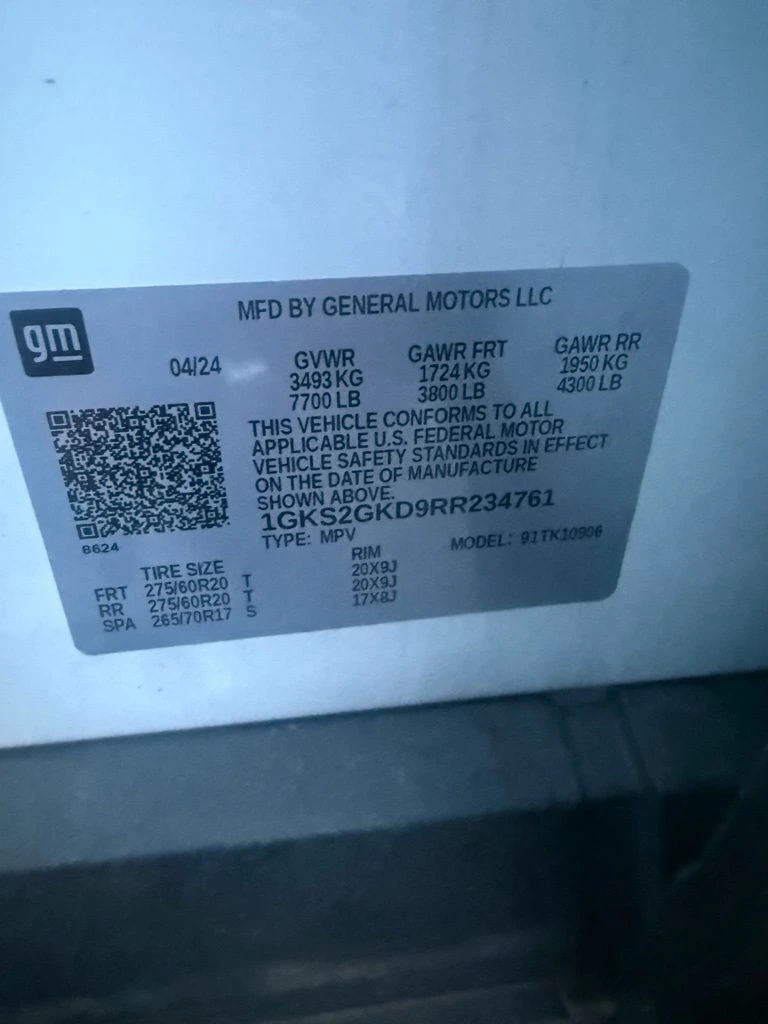 gm
MFD BY GENERAL MOTORS LLC
04/24 GVWR GAWR FRT GAWR RR
3493 KG 1724 KG 1950 KG
7700 LB 3800 LB 4300 LB
THIS VEHICLE CONFORMS TO ALL
APPLICABLE U.S. FEDERAL MOTOR
VEHICLE SAFETY STANDARDS IN EFFECT
ON THE DATE OF MANUFACTURE
SHOWN ABOVE.
1GKS2GKD9RR234761
8624
TYPE: MPV MODEL: 91TK10906
TIRE SIZE RIM
FRT 275/60R20 T 20X9J
RR 275/60R20 T 20X9J
SPA 265/70R17 S 17X8J